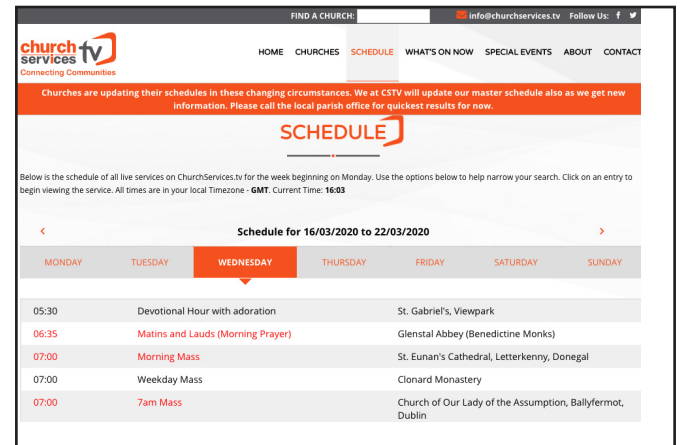 FIND A CHURCH:
info@churchservices.tv Follow Us:
church services tv
Connecting Communities
HOME CHURCHES SCHEDULE WHAT'S ON NOW SPECIAL EVENTS ABOUT CONTACT
Churches are updating their schedules in these changing circumstances. We at CSTV will update our master schedule also as we get new
information. Please call the local parish office for quickest results for
now.
SCHEDULE
Below is the schedule of all live services on ChurchServices.tv for the week beginning on Monday. Use the options below to help narrow your search. Click on an entry to
begin viewing the service. All times are in your local Timezone - GMT. Current Time: 16:03
Schedule for 16/03/2020 to 22/03/2020
MONDAY TUESDAY WEDNESDAY THURSDAY FRIDAY SATURDAY SUNDAY
05:30 Devotional Hour with adoration St. Gabriel's, Viewpark
06:35 Matins and Lauds (Morning Prayer) Glenstal Abbey (Benedictine Monks)
07:00 Morning Mass St. Eunan's Cathedral, Letterkenny, Donegal
07:00 Weekday Mass Clonard Monastery
07:00 7am Mass Church of Our Lady of the Assumption, Ballyfermot,
Dublin